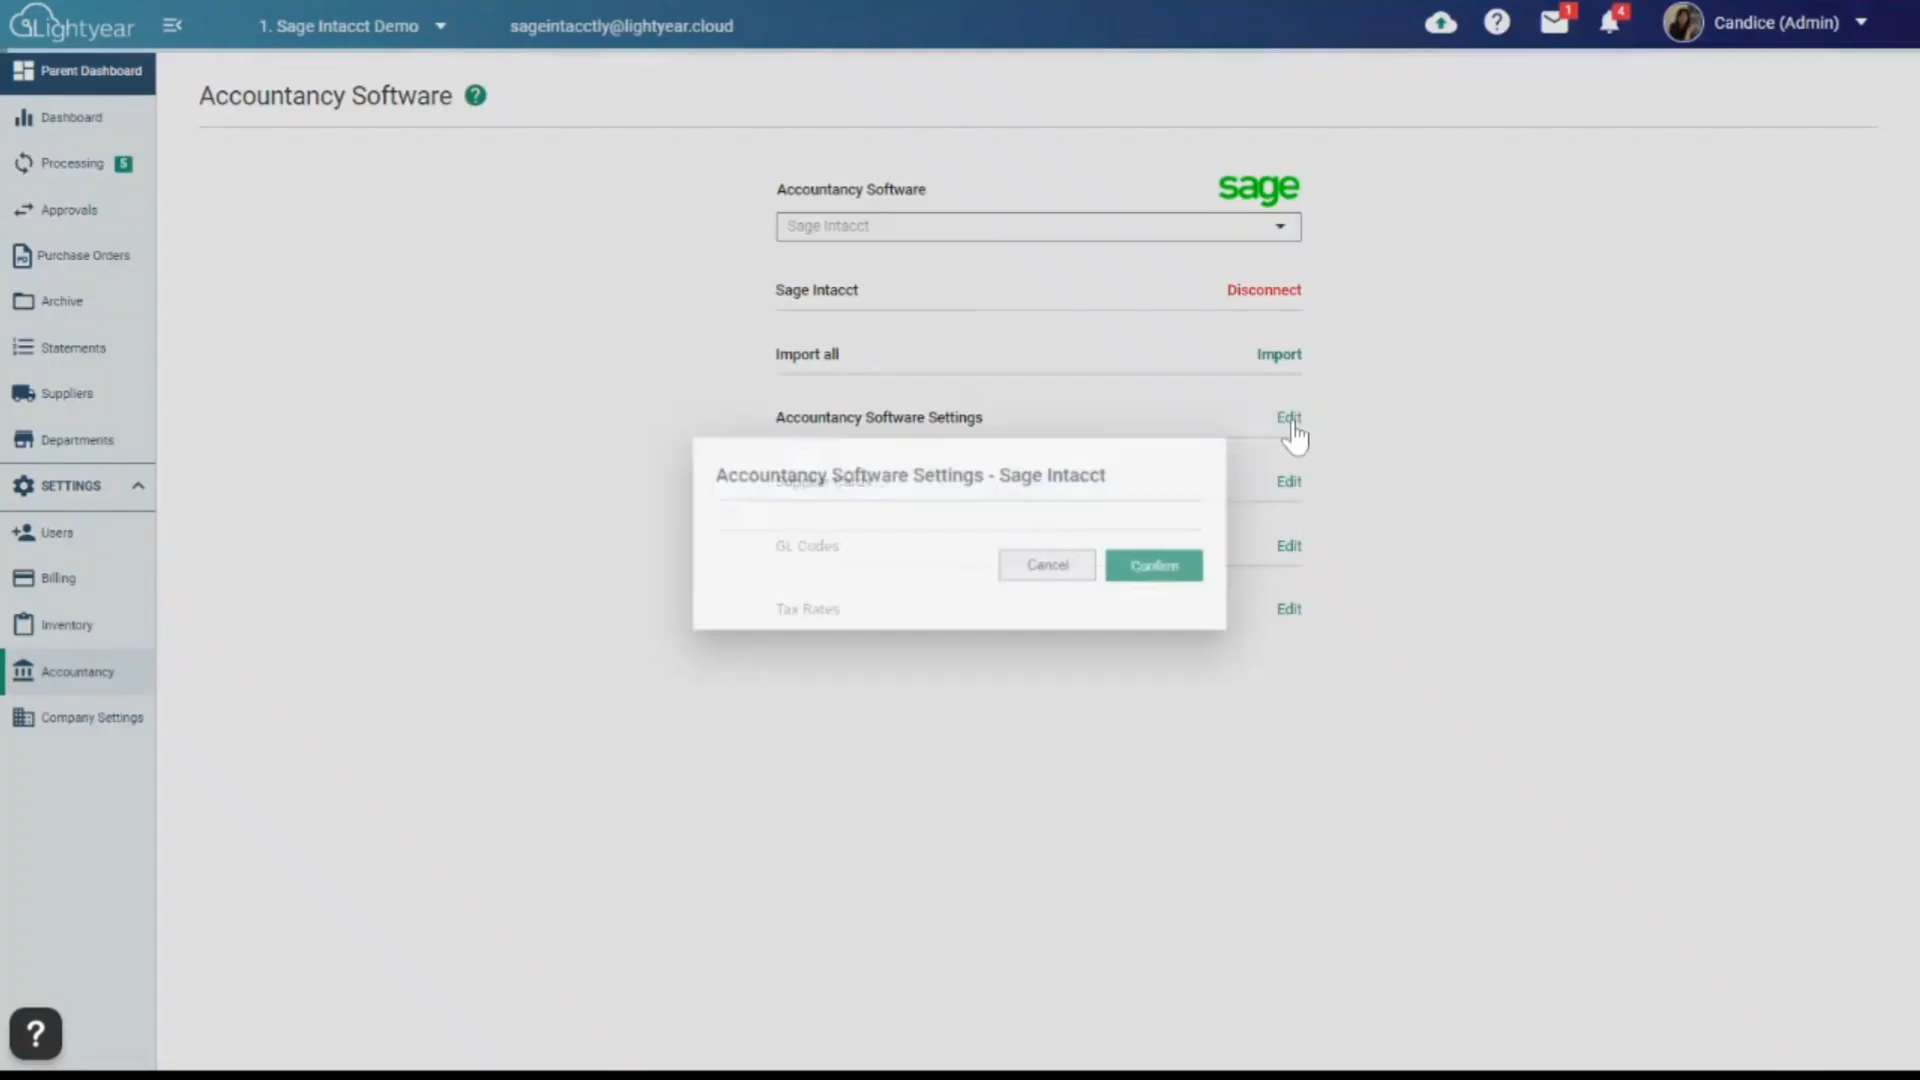 Lightyear
1. Sage Intacct Demo
sageintacctly@lightyear.cloud
1
4
Candice (Admin)
Parent Dashboard
Dashboard
Processing 5
Approvals
Purchase Orders
Archive
Statements
Suppliers
Departments
SETTINGS
Users
Billing
Inventory
Accountancy
Company Settings
?
Accountancy Software ?
Accountancy Software
sage
Sage Intacct
Sage Intacct Disconnect
Import all Import
Accountancy Software Settings Edit
Accountancy Software Settings - Sage Intacct
Edit
GL Codes Edit
Cancel Confirm
Tax Rates Edit